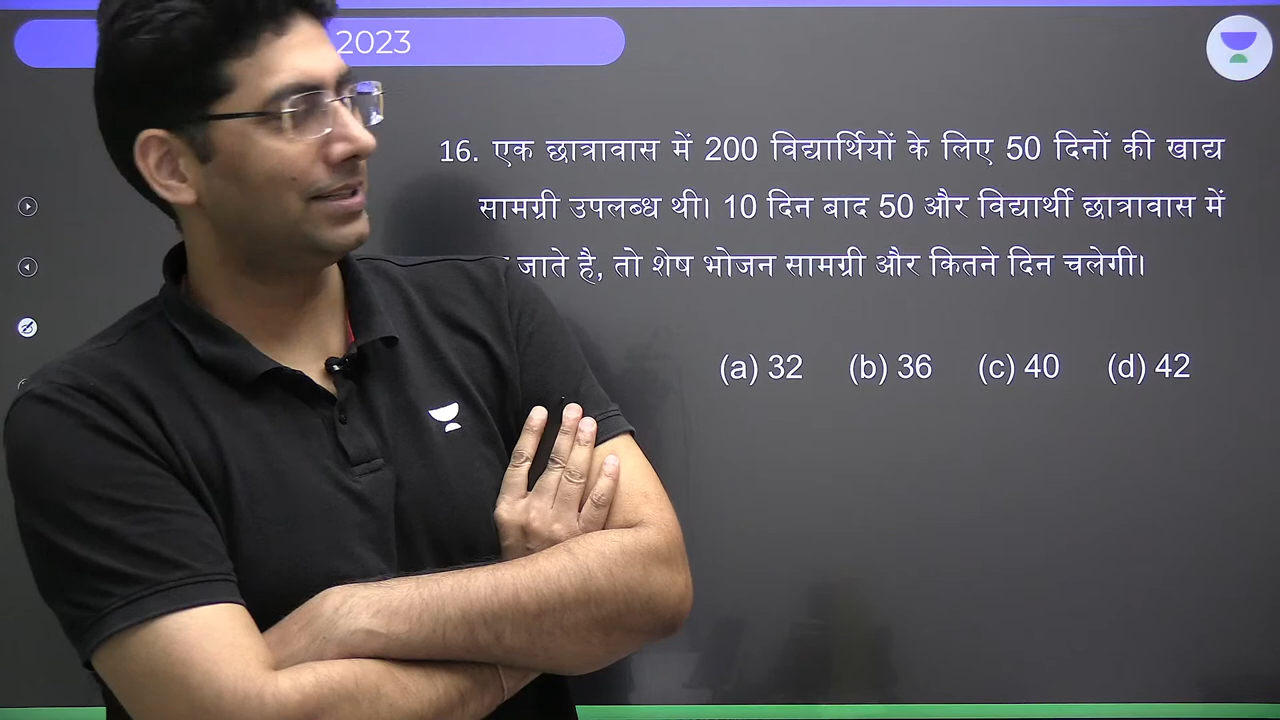 2023
16. एक छात्रावास में 200 विद्यार्थियों के लिए 50 दिनों की खाद्य
सामग्री उपलब्ध थी। 10 दिन बाद 50 और विद्यार्थी छात्रावास में
जाते है, तो शेष भोजन सामग्री और कितने दिन चलेगी।
(a) 32 (b) 36 (c) 40 (d) 42